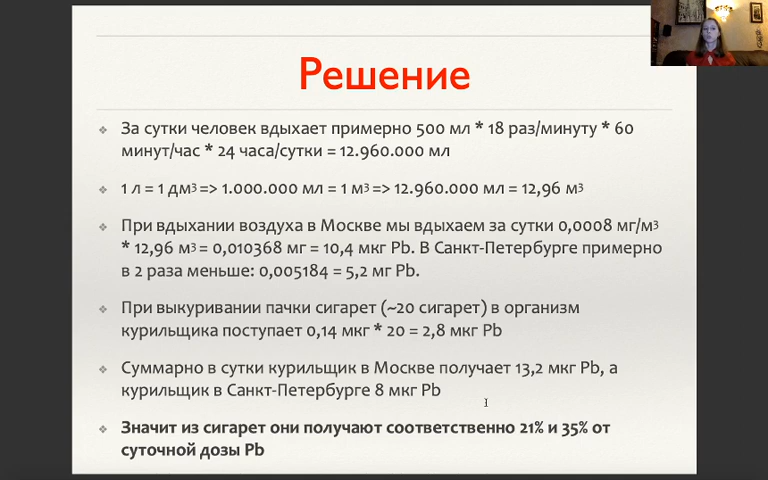 Решение
За сутки человек вдыхает примерно 500 мл * 18 раз/минуту * 60
минут/час * 24 часа/сутки = 12.960.000 мл
1 л = 1 дм³ => 1.000.000 мл = 1 м³ => 12.960.000 мл = 12,96 м³
При вдыхании воздуха в Москве мы вдыхаем за сутки 0,0008 мг/м³
* 12,96 м³ = 0,010368 мг = 10,4 мкг Pb. В Санкт-Петербурге примерно
в 2 раза меньше: 0,005184 = 5,2 мг Pb.
При выкуривании пачки сигарет (~20 сигарет) в организм
курильщика поступает 0,14 мкг * 20 = 2,8 мкг Pb
Суммарно в сутки курильщик в Москве получает 13,2 мкг Pb, а
курильщик в Санкт-Петербурге 8 мкг Pb
Значит из сигарет они получают соответственно 21% и 35% от
суточной дозы Pb